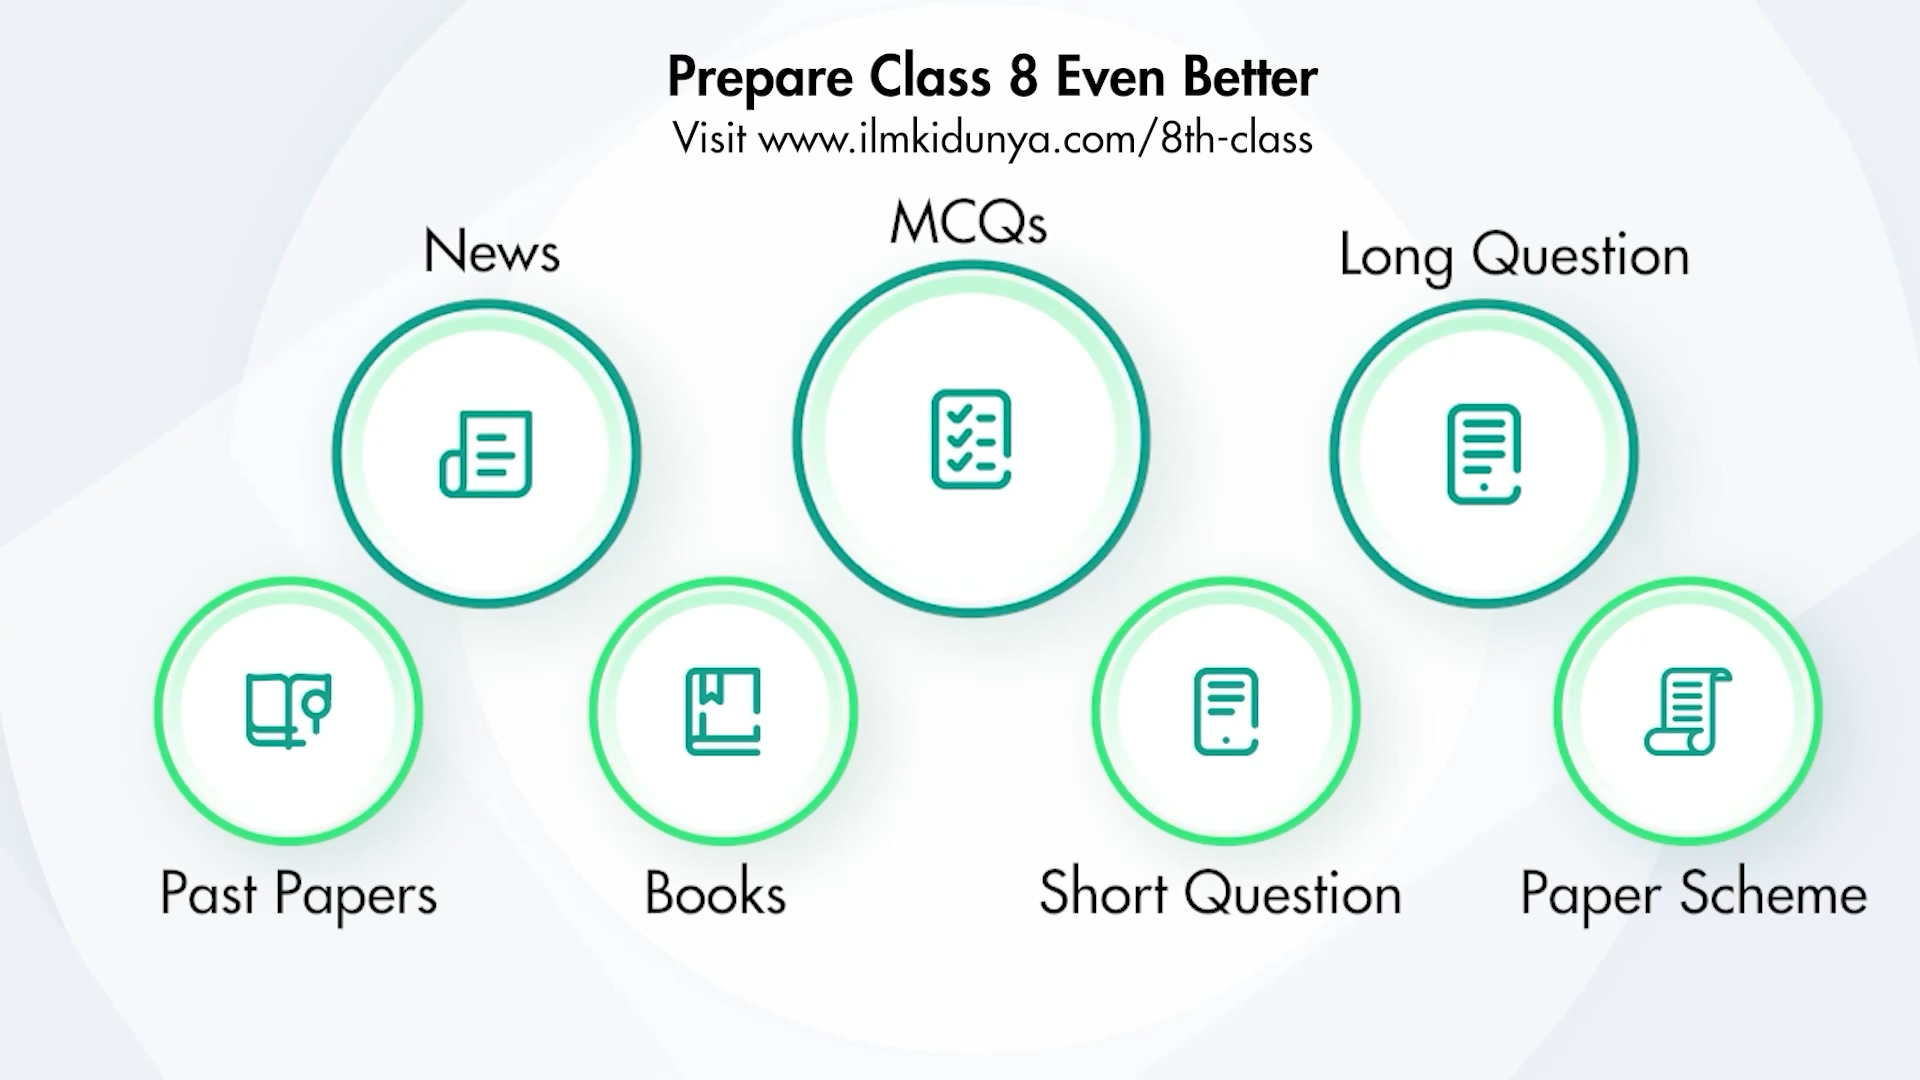 Prepare Class 8 Even Better
Visit www.ilmkidunya.com/8th-class
News
MCQs
Long Question
Past Papers
Books
Short Question
Paper Scheme